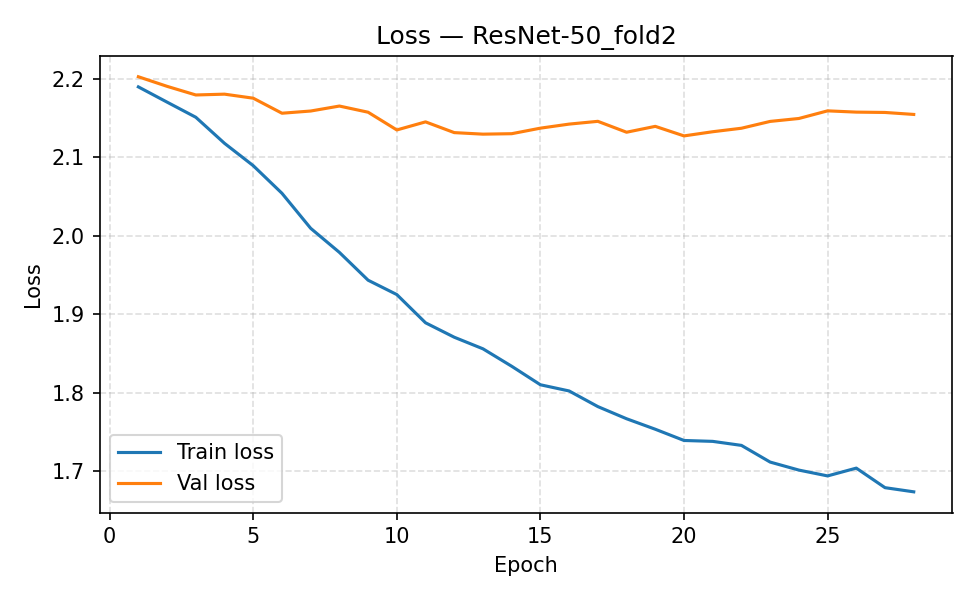 Loss — ResNet-50_fold2
2.2
2.1
2.0
1.9
1.8
1.7
Loss
Train loss
Val loss
0 5 10 15 20 25
Epoch